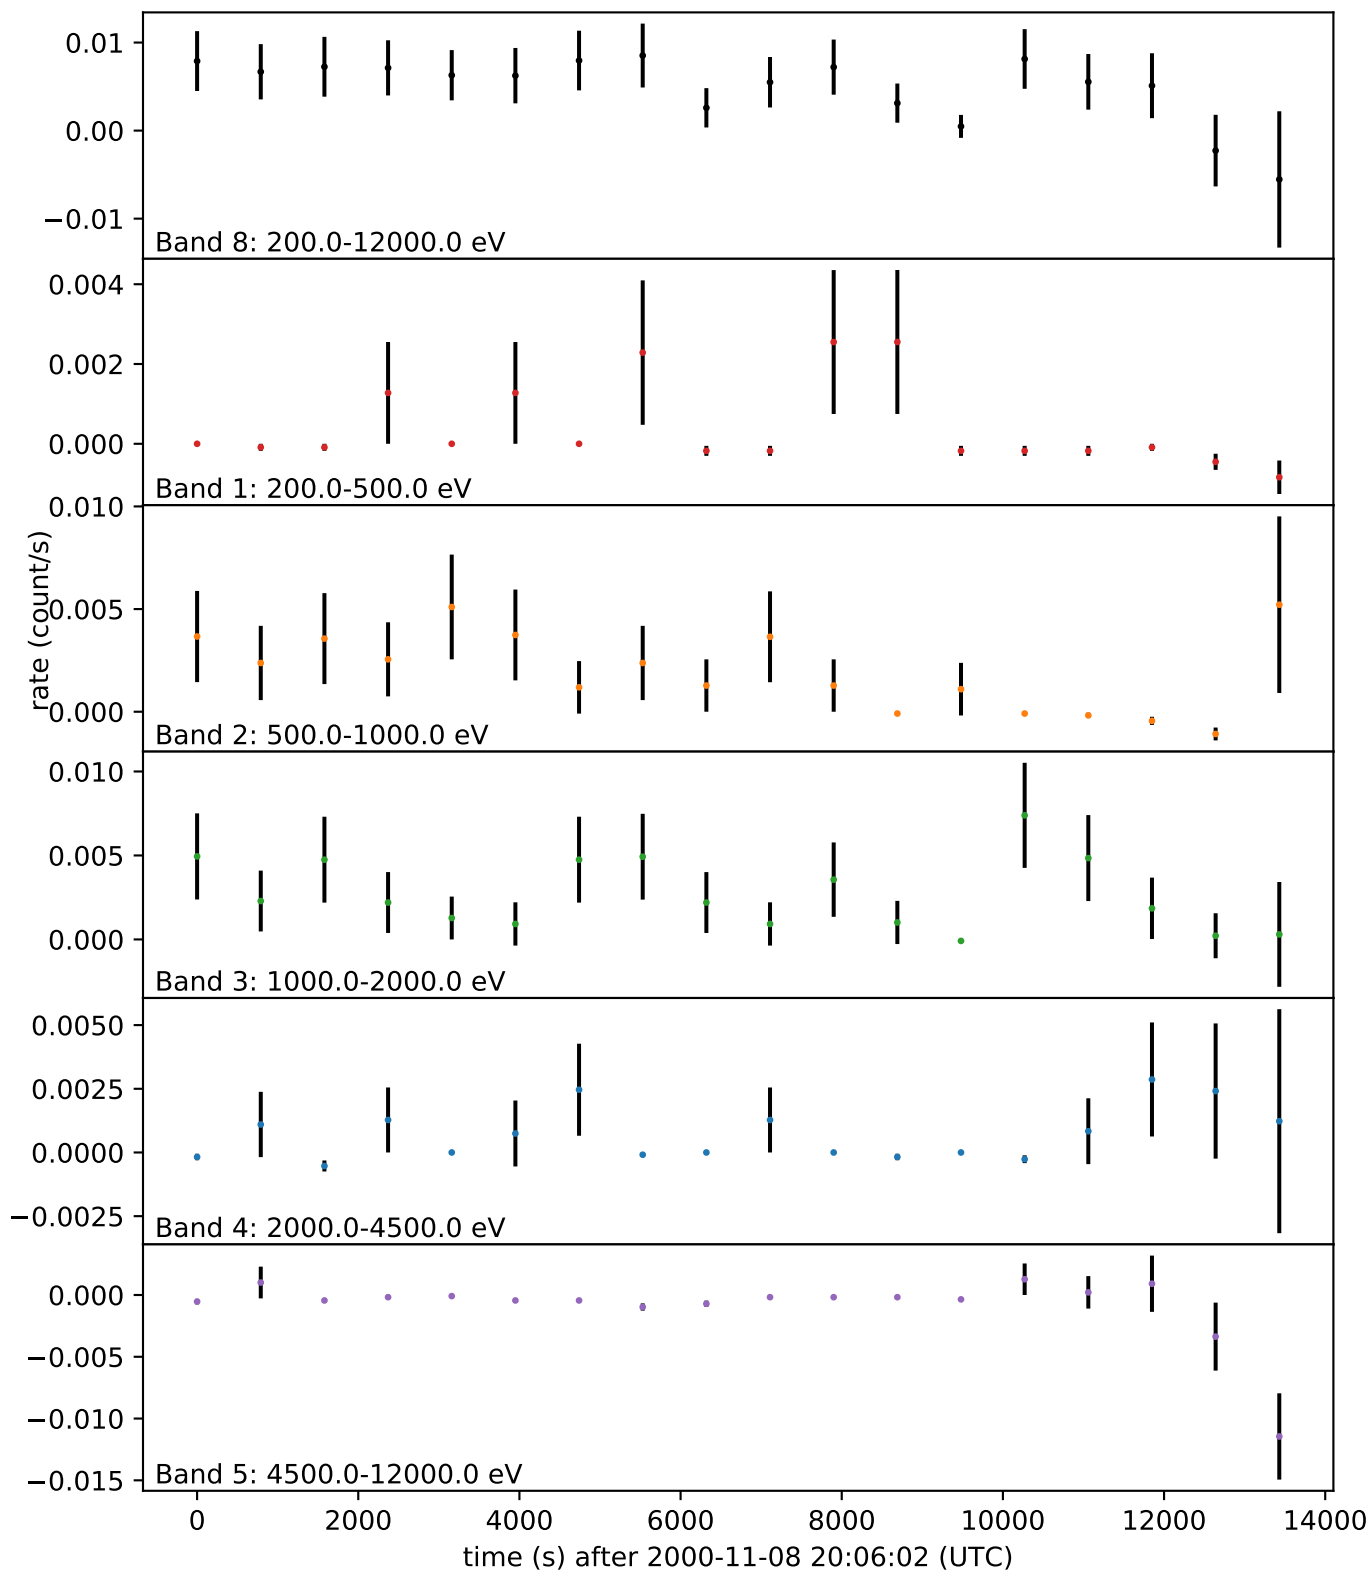 0.01
0.00
−0.01
Band 8: 200.0-12000.0 eV
0.004
0.002
0.000
Band 1: 200.0-500.0 eV
0.010
0.005
0.000
rate (count/s)
Band 2: 500.0-1000.0 eV
0.010
0.005
0.000
Band 3: 1000.0-2000.0 eV
0.0050
0.0025
0.0000
−0.0025
Band 4: 2000.0-4500.0 eV
0.000
−0.005
−0.010
−0.015
Band 5: 4500.0-12000.0 eV
0 2000 4000 6000 8000 10000 12000 14000
time (s) after 2000-11-08 20:06:02 (UTC)